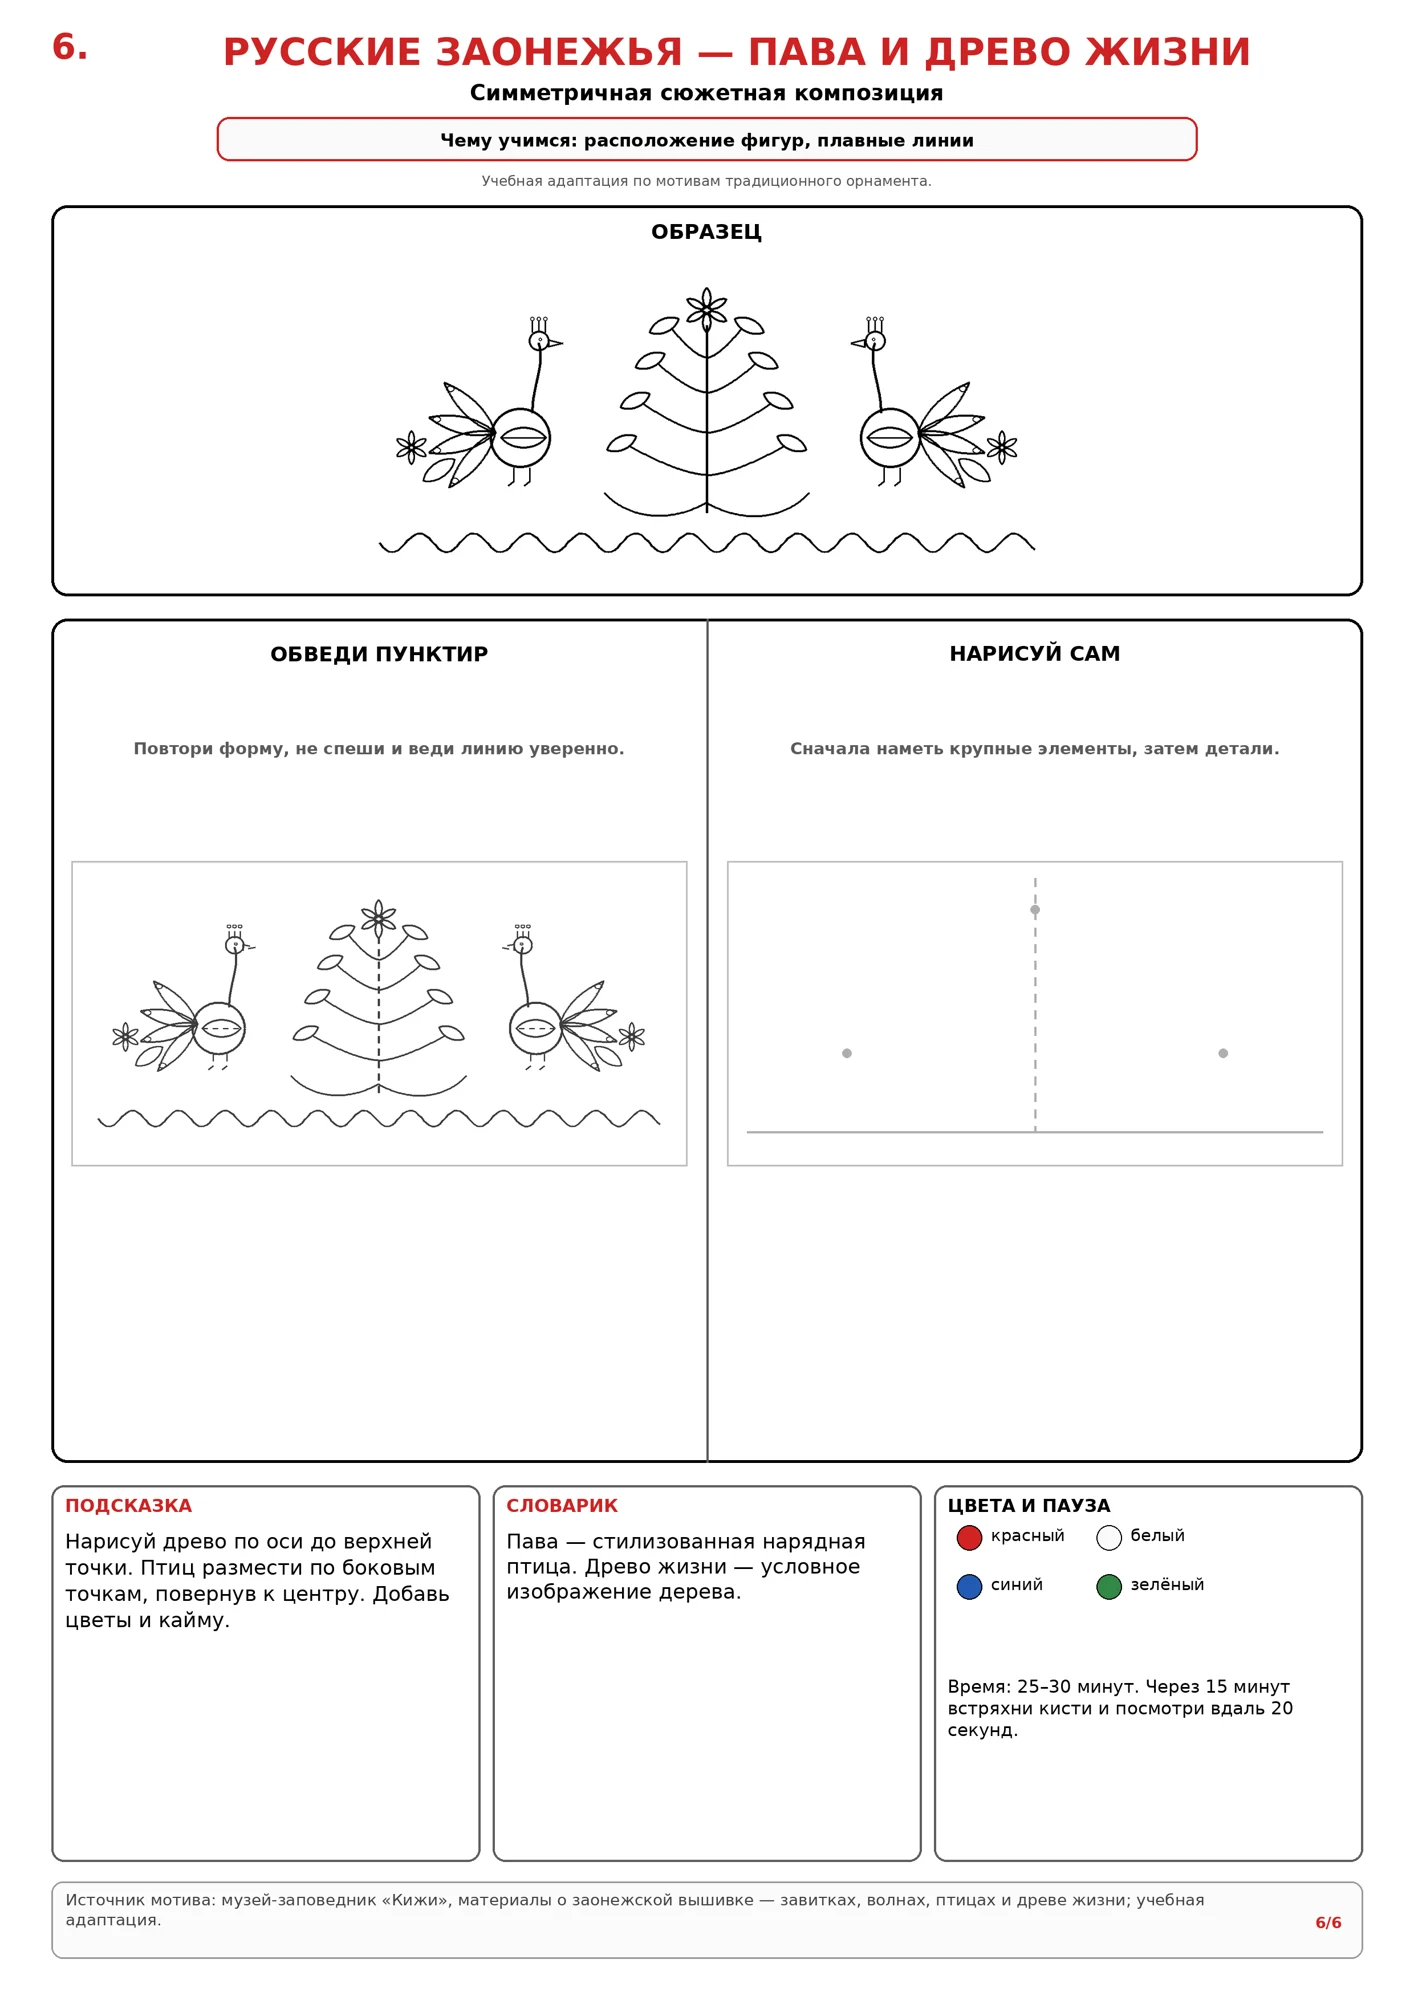 6.
РУССКИЕ ЗАОНЕЖЬЯ — ПАВА И ДРЕВО ЖИЗНИ
Симметричная сюжетная композиция
Чему учимся: расположение фигур, плавные линии
Учебная адаптация по мотивам традиционного орнамента.
ОБРАЗЕЦ
ОБВЕДИ ПУНКТИР
Повтори форму, не спеши и веди линию уверенно.
НАРИСУЙ САМ
Сначала наметь крупные элементы, затем детали.
ПОДСКАЗКА
Нарисуй древо по оси до верхней
точки. Птиц размести по боковым
точкам, повернув к центру. Добавь
цветы и кайму.
СЛОВАРИК
Пава — стилизованная нарядная
птица. Древо жизни — условное
изображение дерева.
ЦВЕТА И ПАУЗА
красный белый
синий зелёный
Время: 25–30 минут. Через 15 минут
встряхни кисти и посмотри вдаль 20
секунд.
Источник мотива: музей-заповедник «Кижи», материалы о заонежской вышивке — завитках, волнах, птицах и древе жизни; учебная
адаптация.
6/6